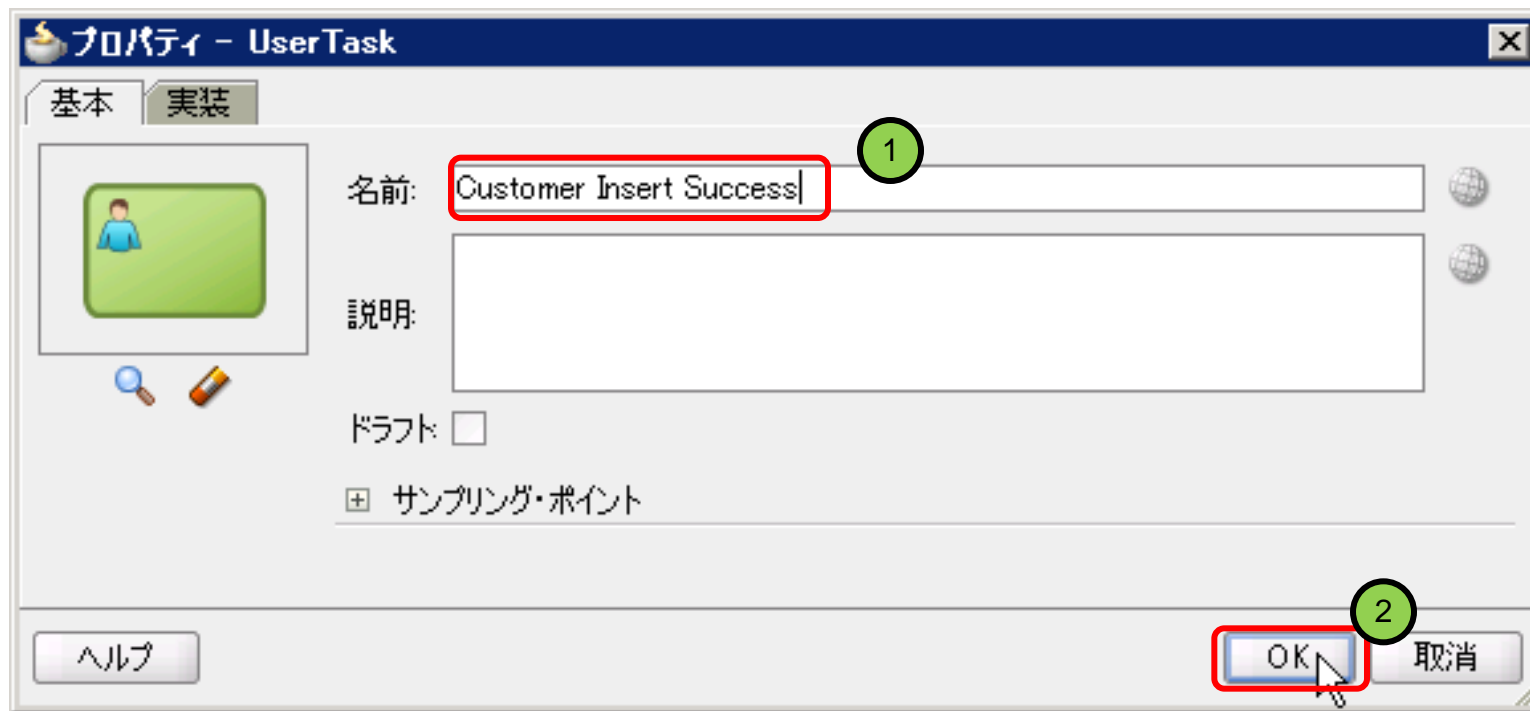 プロパティ - UserTask
基本 実装
1
名前: Customer Insert Success
説明:
ドラフト:
サンプリング・ポイント
2
ヘルプ OK 取消